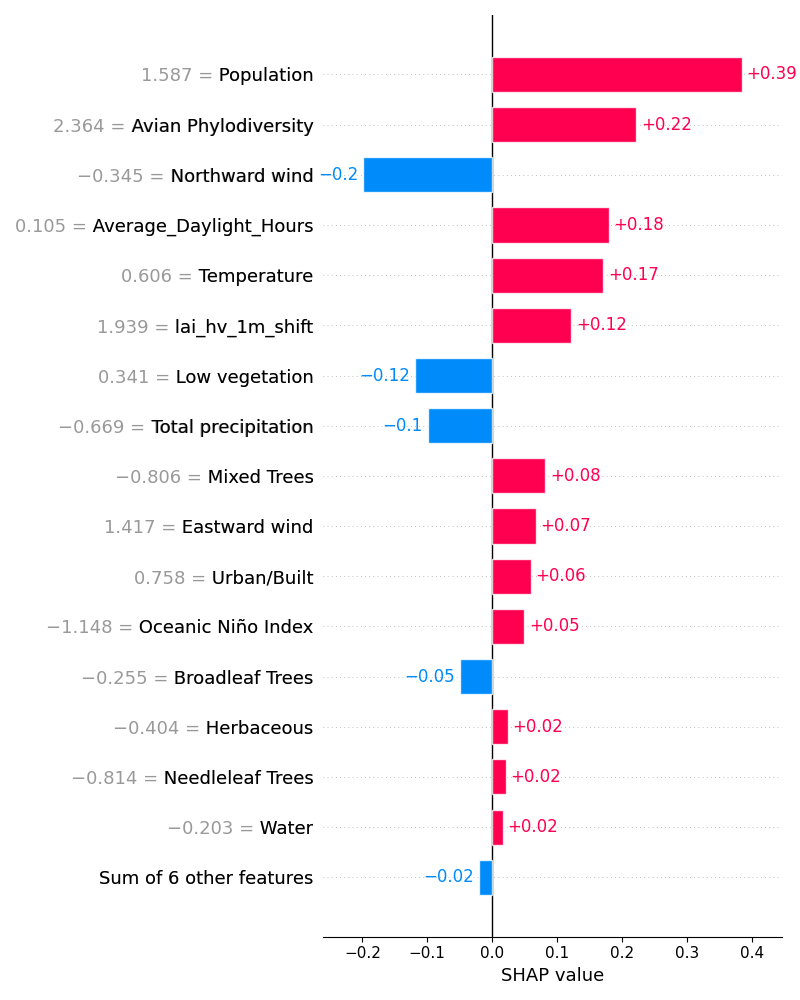 1.587 = Population +0.39
2.364 = Avian Phylodiversity +0.22
−0.345 = Northward wind −0.2
0.105 = Average_Daylight_Hours +0.18
0.606 = Temperature +0.17
1.939 = lai_hv_1m_shift +0.12
0.341 = Low vegetation −0.12
−0.669 = Total precipitation −0.1
−0.806 = Mixed Trees +0.08
1.417 = Eastward wind +0.07
0.758 = Urban/Built +0.06
−1.148 = Oceanic Niño Index +0.05
−0.255 = Broadleaf Trees −0.05
−0.404 = Herbaceous +0.02
−0.814 = Needleleaf Trees +0.02
−0.203 = Water +0.02
Sum of 6 other features −0.02
−0.2 −0.1 0.0 0.1 0.2 0.3 0.4
SHAP value